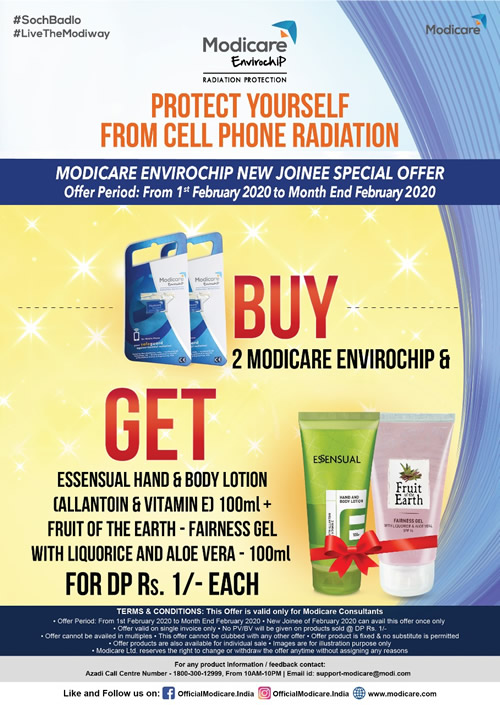 #SochBadlo
#LiveTheModiway
Modicare
Envirochip
RADIATION PROTECTION
Modicare
PROTECT YOURSELF
FROM CELL PHONE RADIATION
MODICARE ENVIROCHIP NEW JOINEE SPECIAL OFFER
Offer Period: From 1st February 2020 to Month End February 2020
Modicare
Envirochip
safeguard
BUY
2 MODICARE ENVIROCHIP &
GET
ESSENSUAL HAND & BODY LOTION
(ALLANTOIN & VITAMIN E) 100ml +
FRUIT OF THE EARTH - FAIRNESS GEL
WITH LIQUORICE AND ALOE VERA - 100ml
FOR DP Rs. 1/- EACH
ESSENSUAL
HAND AND
BODY LOTION
E
Fruit
of the
Earth
FAIRNESS GEL
WITH LIQUORICE & ALOE VERA
TERMS & CONDITIONS: This Offer is valid only for Modicare Consultants
• Offer Period: From 1st February 2020 to Month End February 2020 • New Joinee of February 2020 can avail this offer once only
• Offer valid on single invoice only • No PV/BV will be given on products sold @ DP Rs. 1/-
• Offer cannot be availed in multiples • This offer cannot be clubbed with any other offer • Offer product is fixed & no substitute is permitted
• Offer products are also available for individual sale • Images are for illustration purpose only
• Modicare Ltd. reserves the right to change or withdraw the offer anytime without assigning any reasons
For any product information / feedback contact:
Azadi Call Centre Number - 1800-300-12999, From 10AM-10PM | Email id: support-modicare@modi.com
Like and Follow us on: OfficialModicare.India OfficialModicare.India www.modicare.com